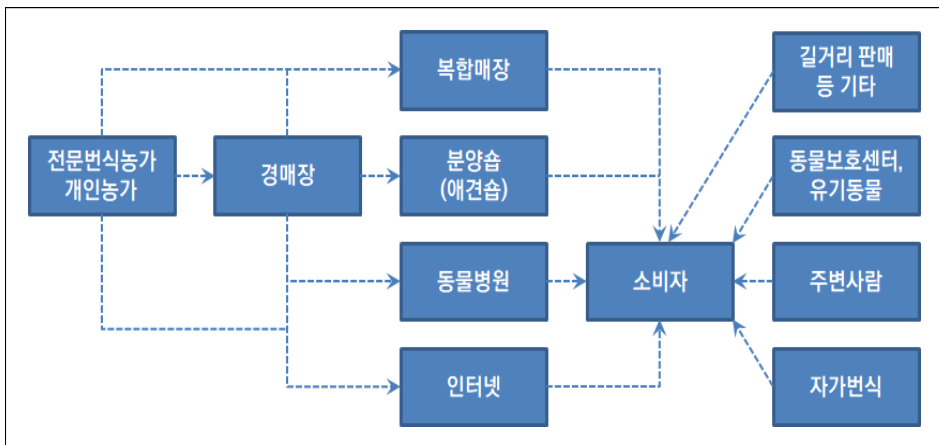 전문번식농가
개인농가
경매장
복합매장
분양숍
(애견숍)
동물병원
인터넷
소비자
길거리 판매
등 기타
동물보호센터,
유기동물
주변사람
자가번식